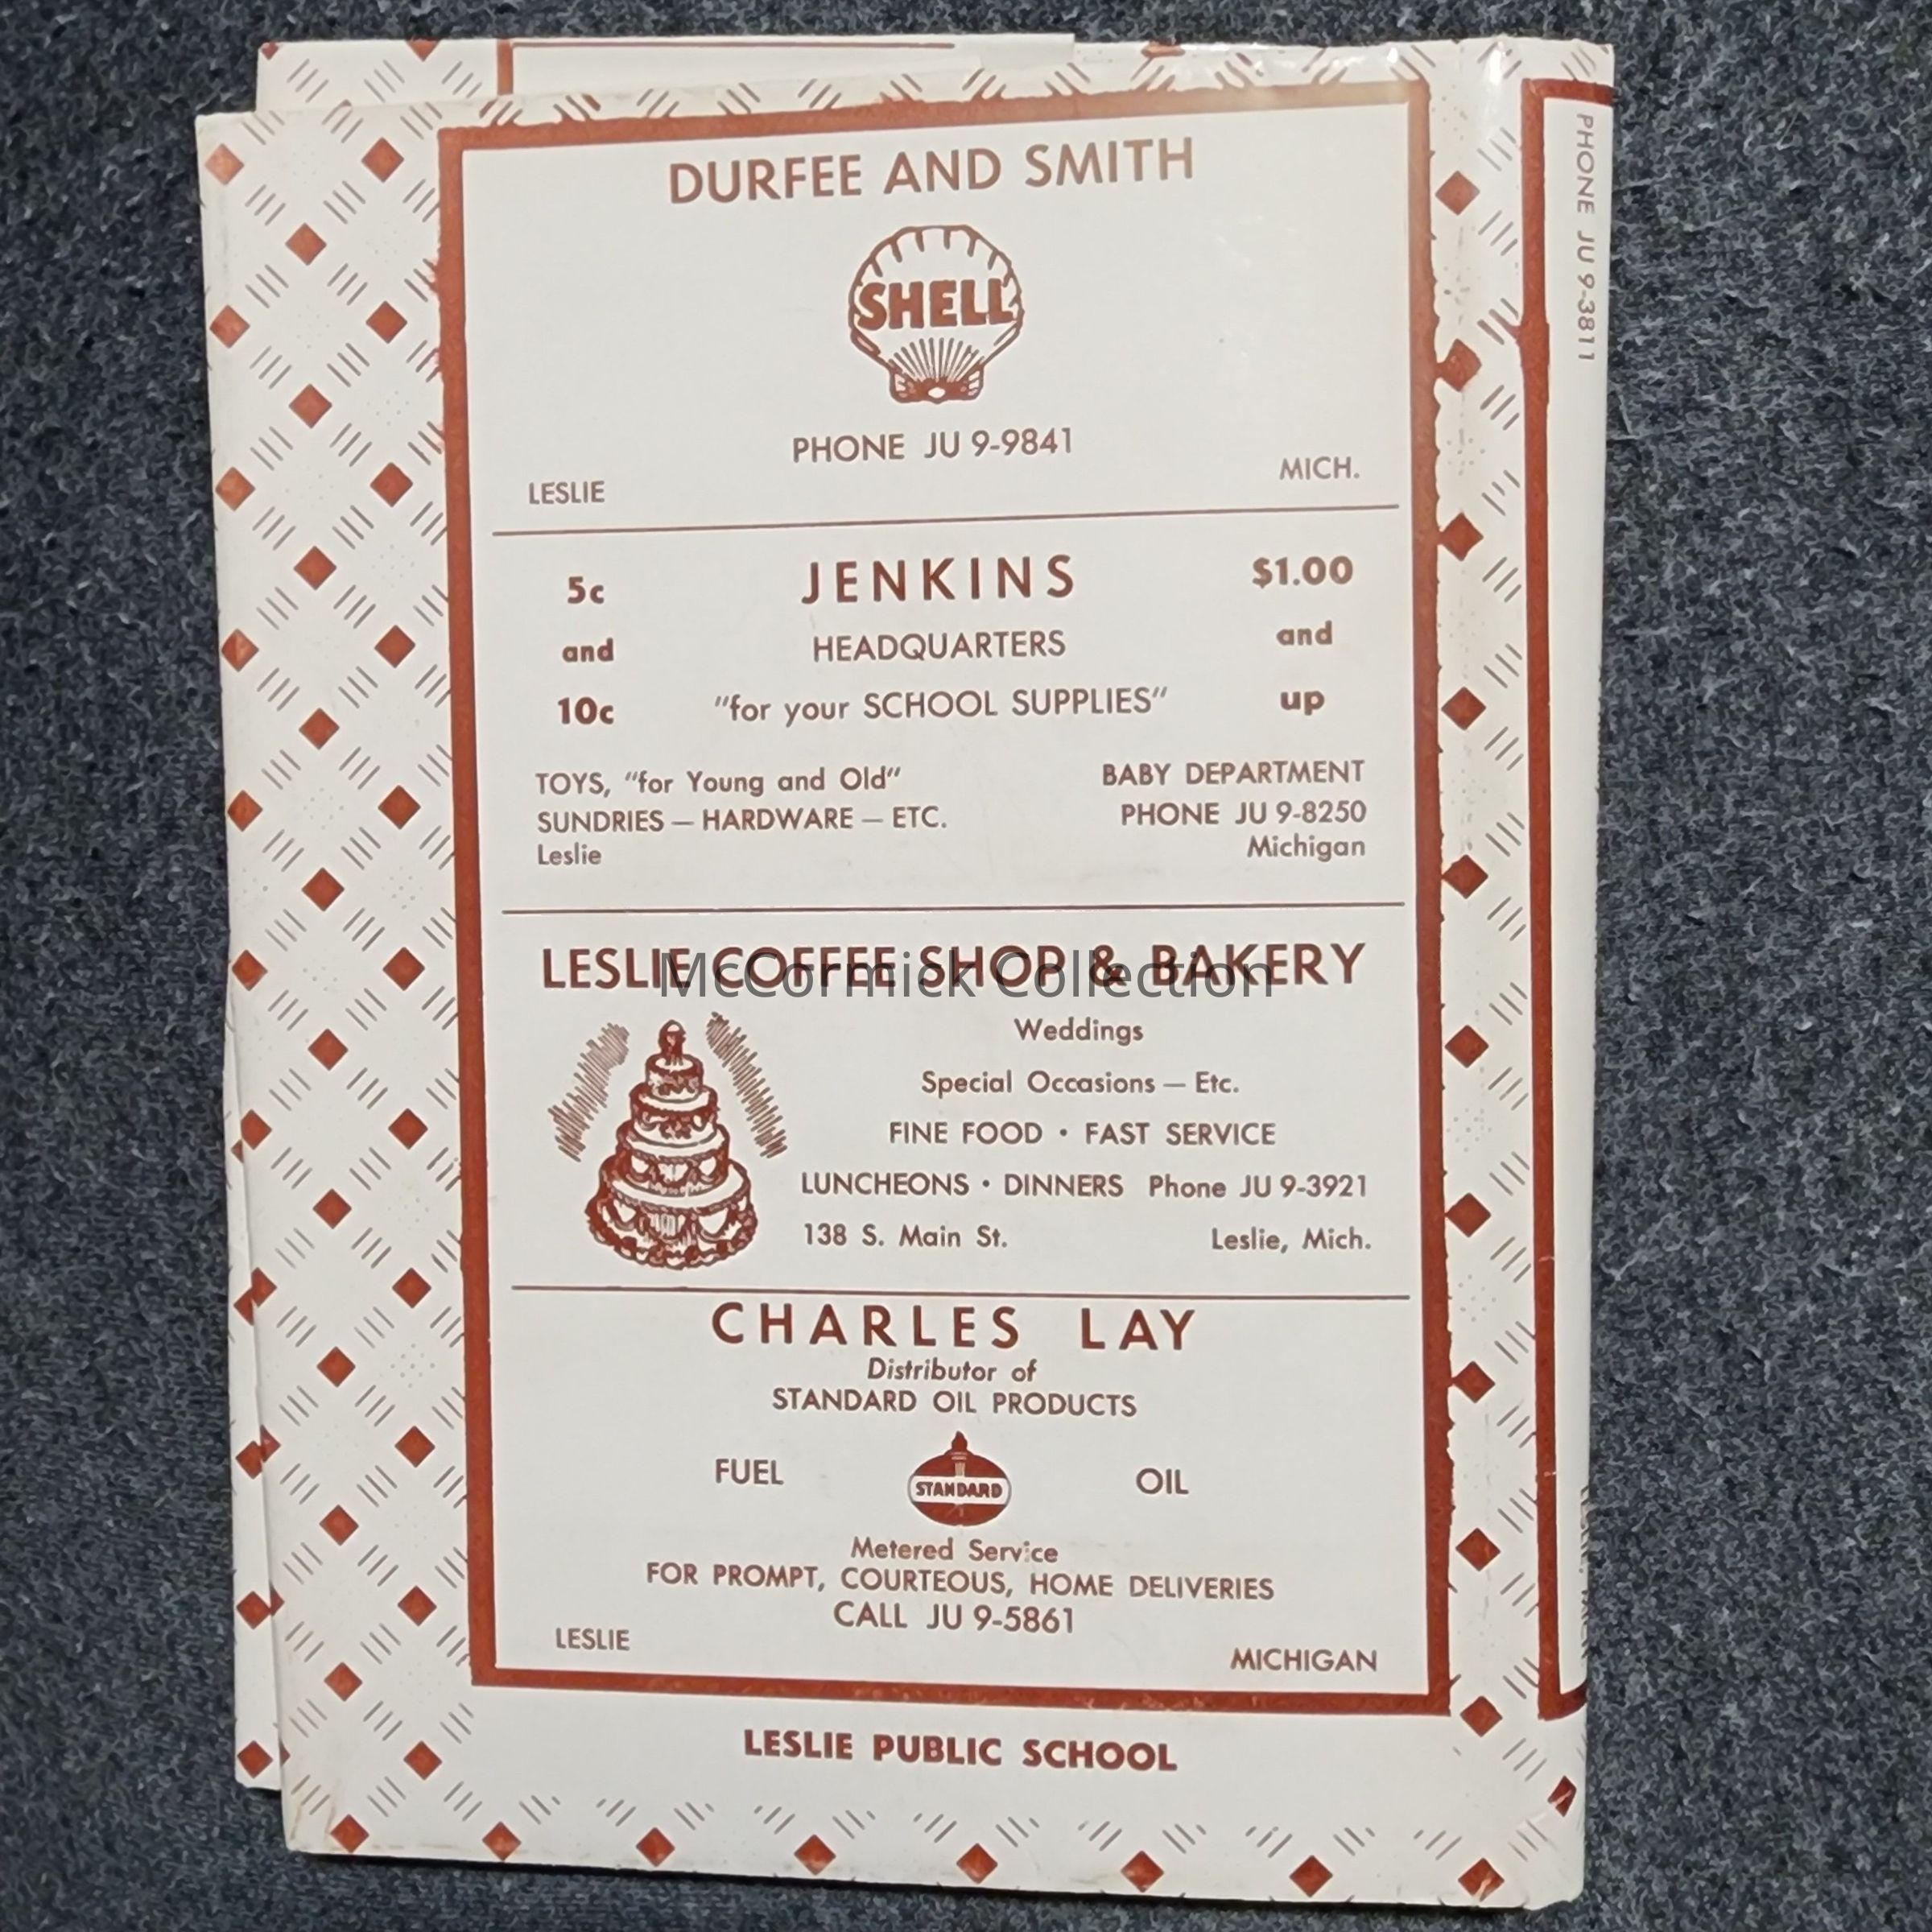 DURFEE AND SMITH
SHELL
PHONE JU 9-9841
LESLIE MICH.
5c JENKINS $1.00
and HEADQUARTERS and
10c "for your SCHOOL SUPPLIES" up
TOYS, "for Young and Old" BABY DEPARTMENT
SUNDRIES — HARDWARE — ETC. PHONE JU 9-8250
Leslie Michigan
LESLIE COFFEE SHOP & BAKERY
McCormick Collection
Weddings
Special Occasions — Etc.
FINE FOOD • FAST SERVICE
LUNCHEONS • DINNERS Phone JU 9-3921
138 S. Main St. Leslie, Mich.
CHARLES LAY
Distributor of
STANDARD OIL PRODUCTS
FUEL STANDARD OIL
Metered Service
FOR PROMPT, COURTEOUS, HOME DELIVERIES
CALL JU 9-5861
LESLIE MICHIGAN
LESLIE PUBLIC SCHOOL
PHONE JU 9-3811